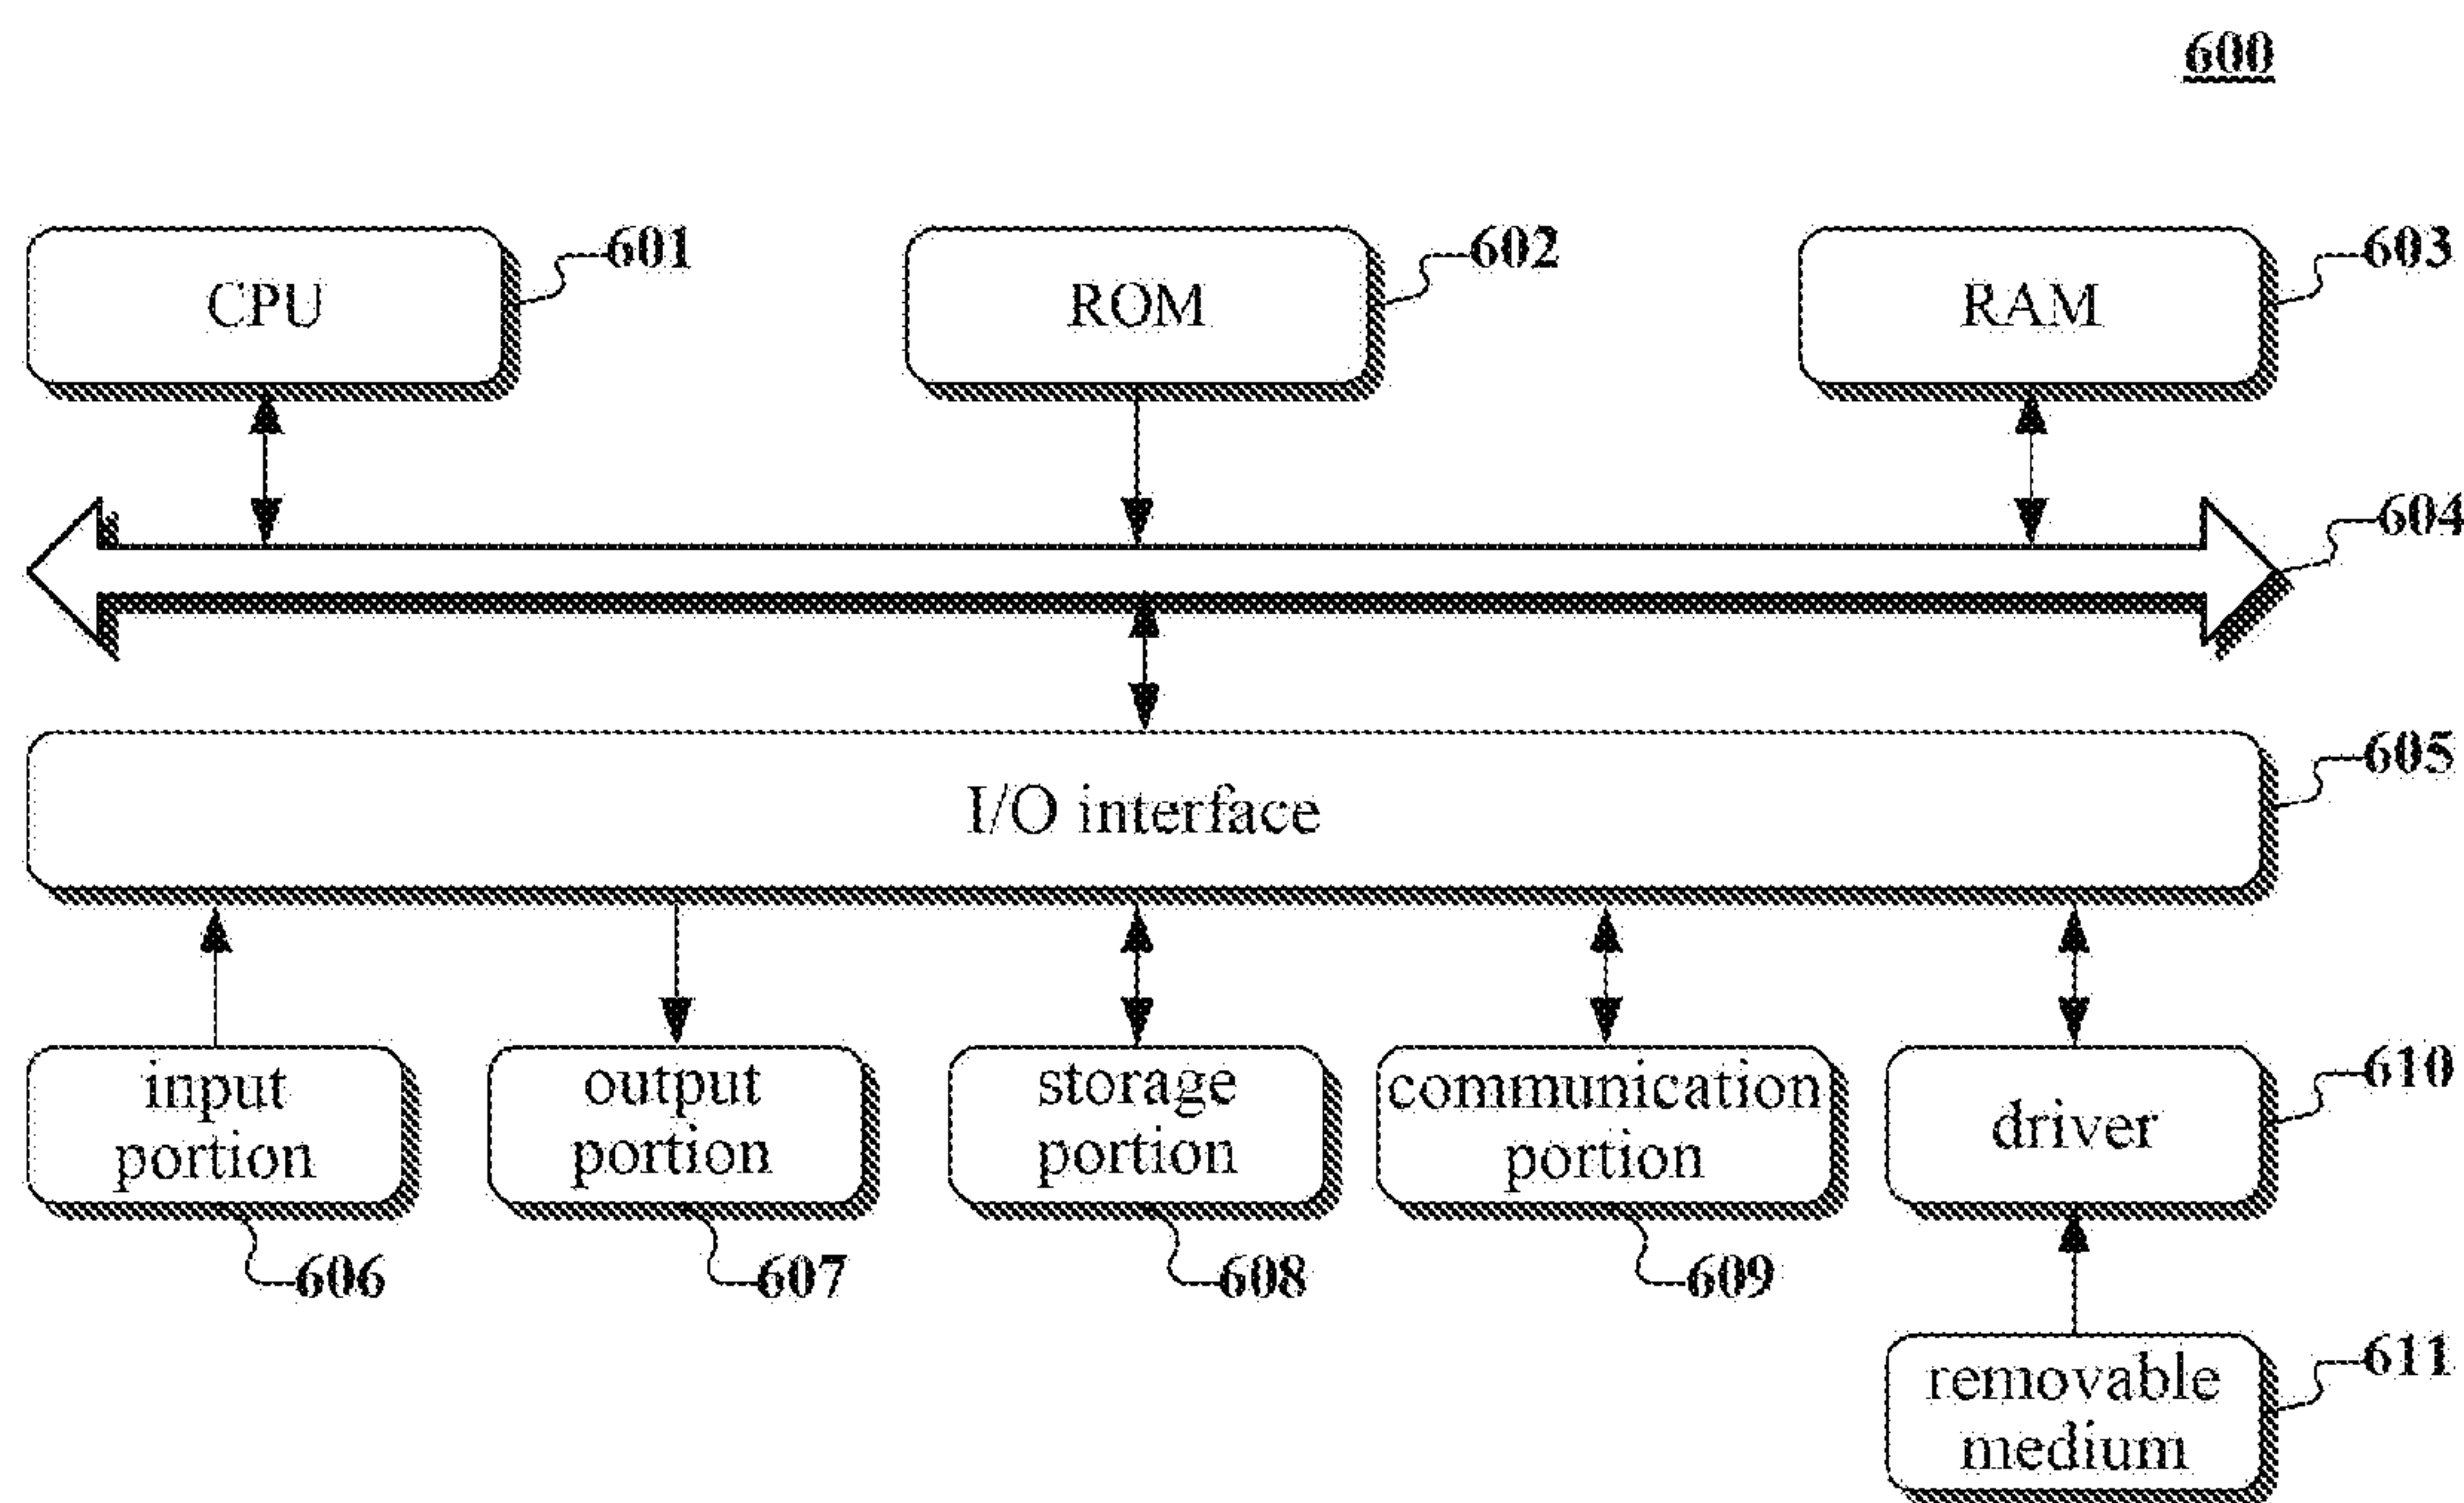 600
CPU
601
ROM
602
RAM
603
604
I/O interface
605
input
portion
606
output
portion
607
storage
portion
608
communication
portion
609
driver
610
removable
medium
611